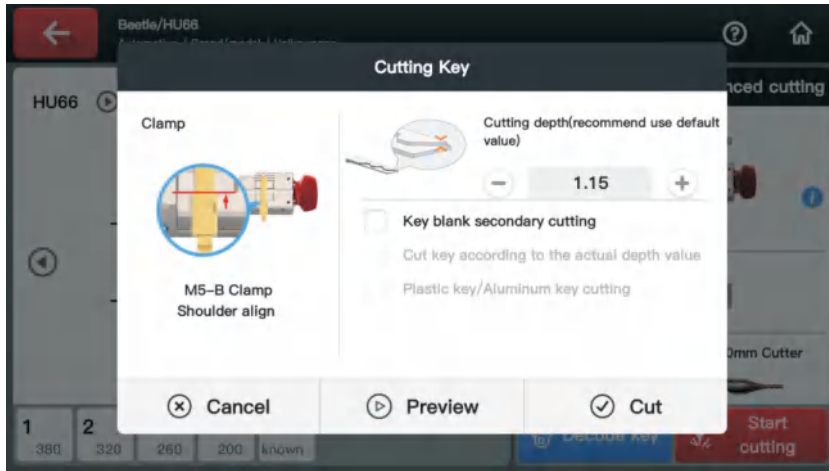 Beetle/HU66
Cutting Key
HU66
nced cutting
Clamp
Cutting depth(recommend use default
value)
1.15
Key blank secondary cutting
Cut key according to the actual depth value
Plastic key/Aluminum key cutting
M5-B Clamp
Shoulder align
0mm Cutter
Cancel
Preview
Cut
1
2
380
320
260
200
known
Decode Key
Start
cutting